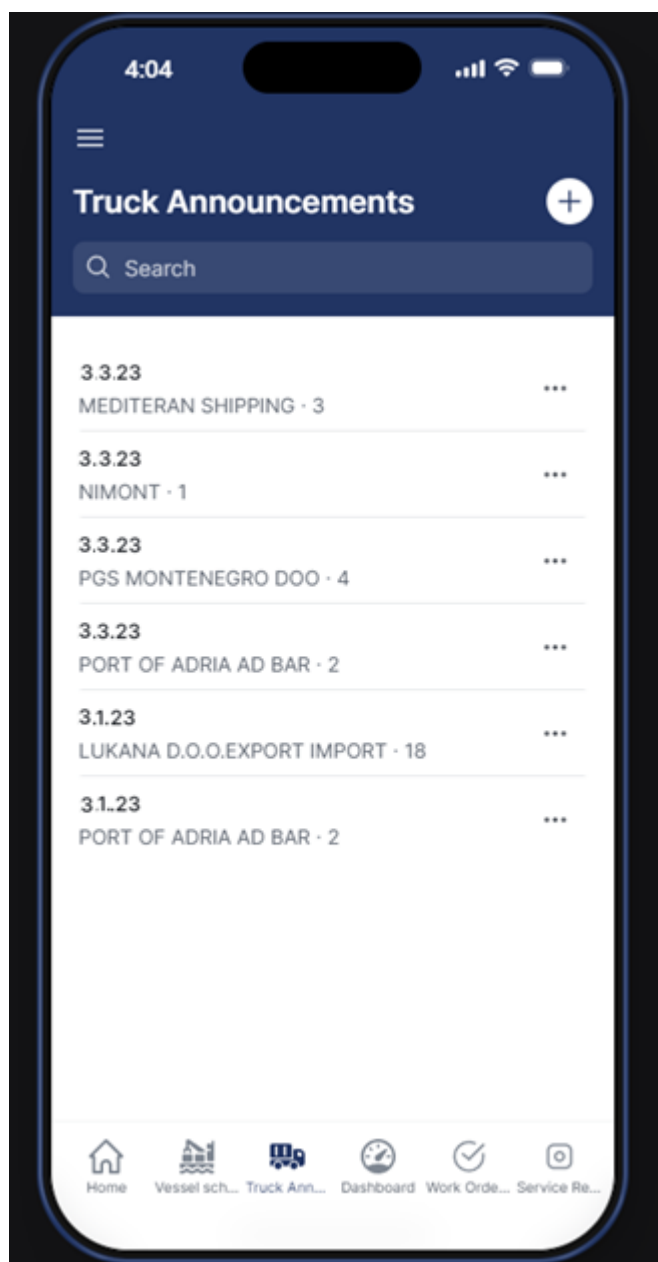 4:04
Truck Announcements
Search
3.3.23
MEDITERAN SHIPPING · 3
3.3.23
NIMONT · 1
3.3.23
PGS MONTENEGRO DOO · 4
3.3.23
PORT OF ADRIA AD BAR · 2
3.1.23
LUKANA D.O.O.EXPORT IMPORT · 18
3.1..23
PORT OF ADRIA AD BAR · 2
Home Vessel sch... Truck Ann... Dashboard Work Orde... Service Re...